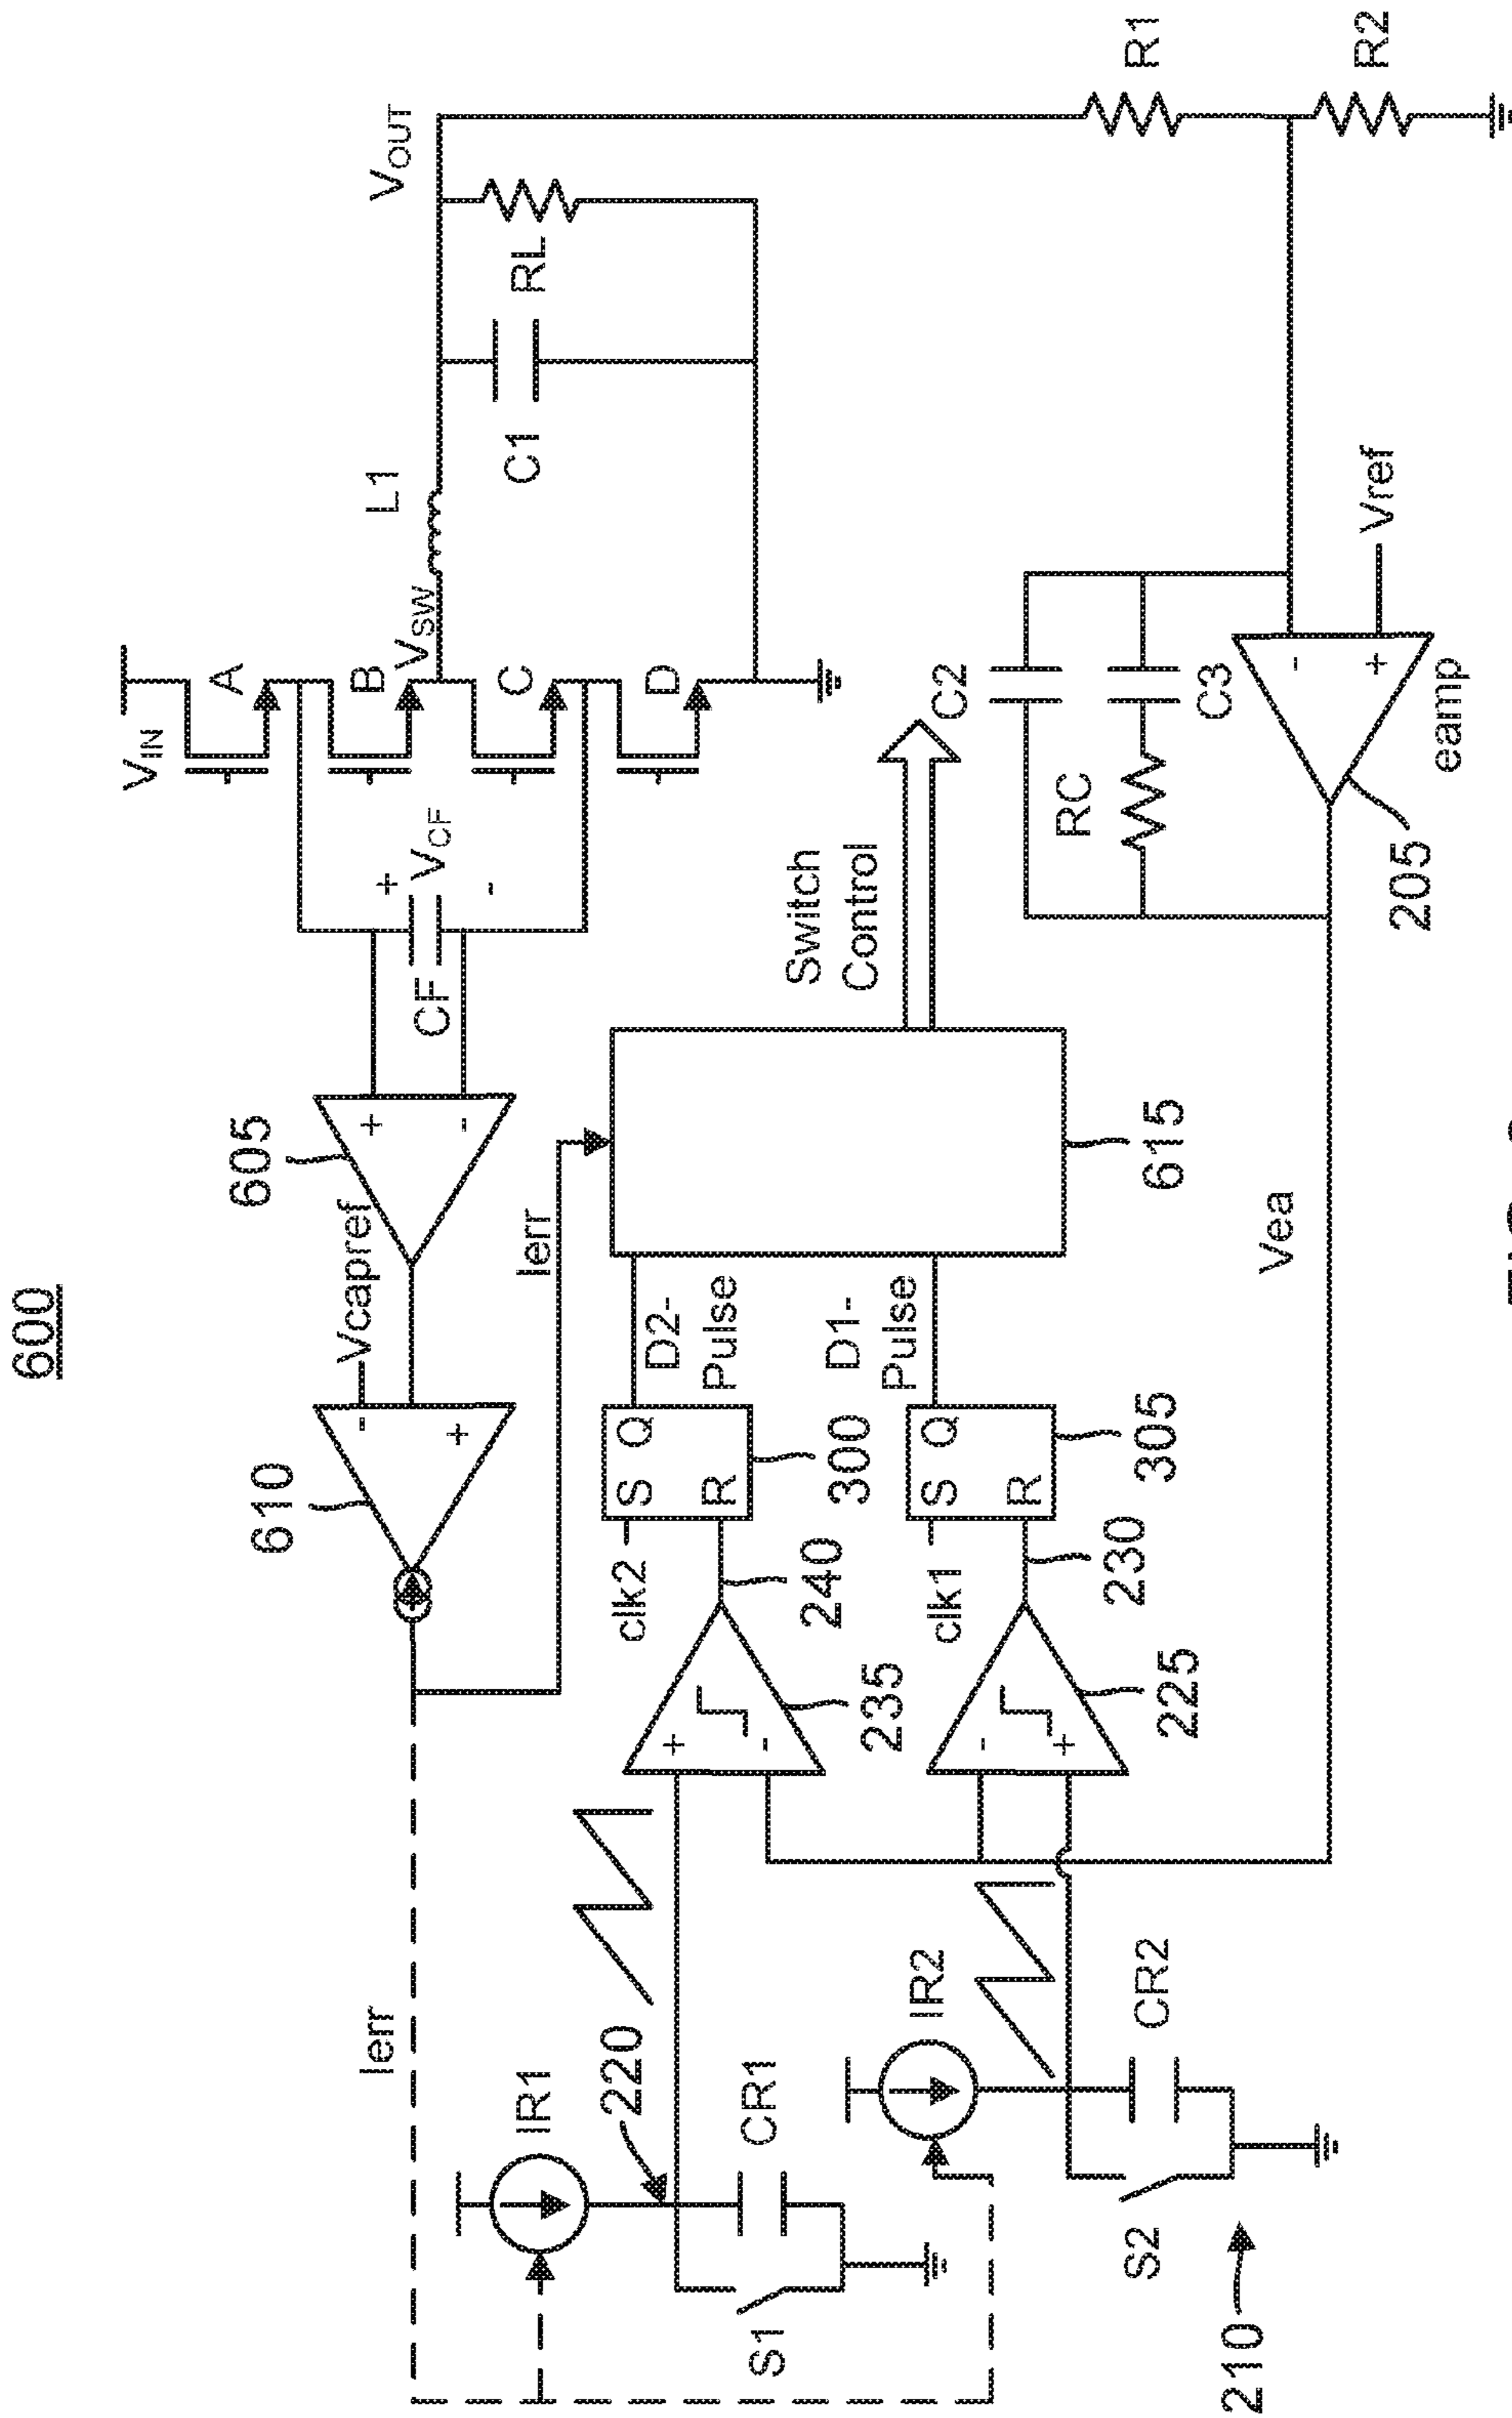 600
VIN
A
B
C
D
VSW
L1
VOUT
C1
RL
R1
R2
+
VCF
-
CF
605
+
-
Vcapref
610
-
+
Ierr
Ierr
Switch
Control
615
D2-
Pulse
D1-
Pulse
S Q
R
300
clk2
240
S Q
R
305
clk1
230
+
-
235
-
+
225
IR1
220
CR1
S1
IR2
CR2
S2
210
Vea
C2
RC
C3
-
+
Vref
eamp
205